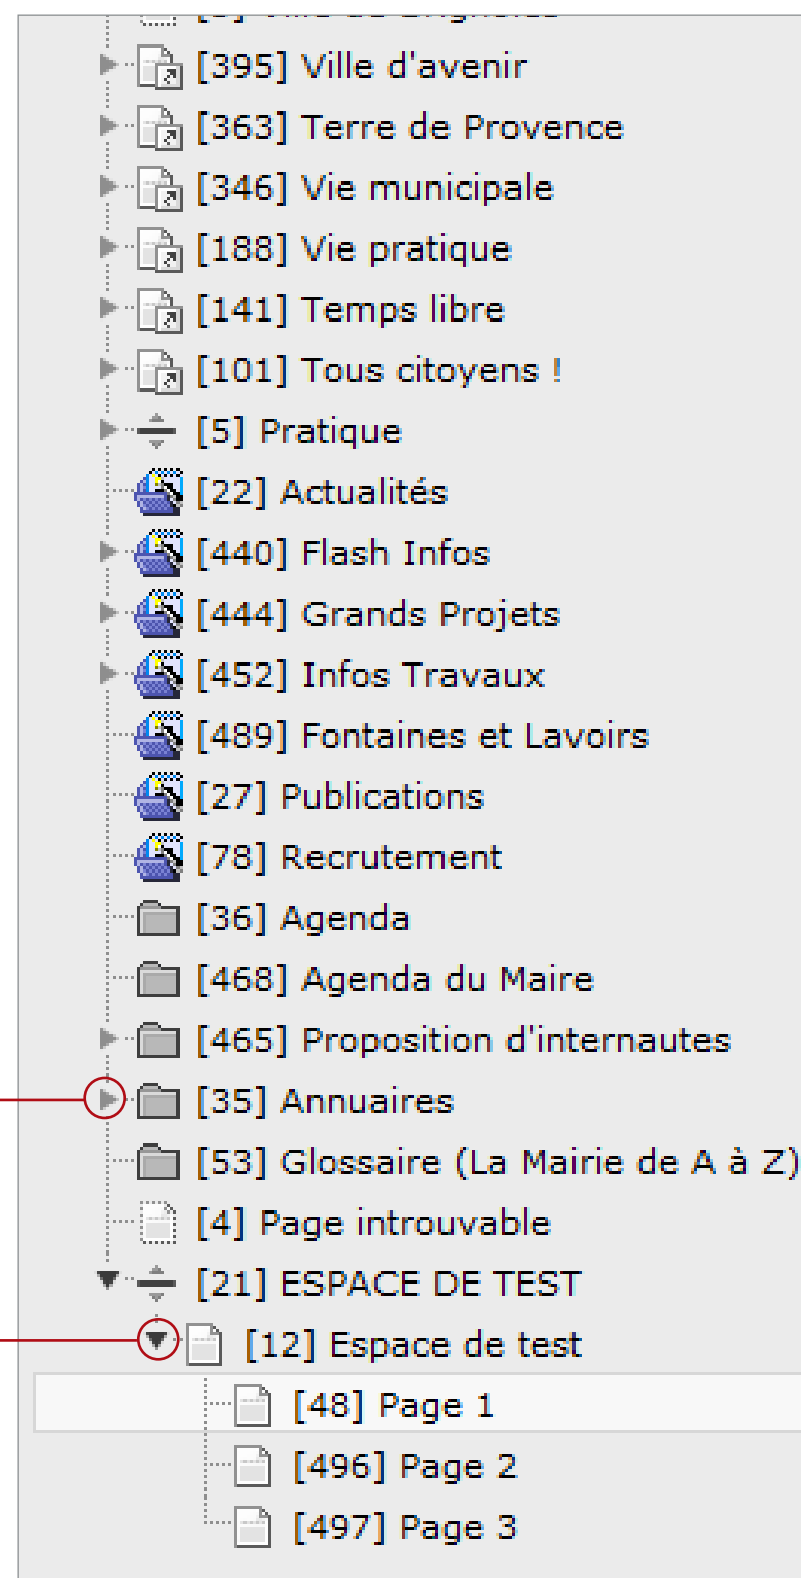 [395] Ville d'avenir
[363] Terre de Provence
[346] Vie municipale
[188] Vie pratique
[141] Temps libre
[101] Tous citoyens !
[5] Pratique
[22] Actualités
[440] Flash Infos
[444] Grands Projets
[452] Infos Travaux
[489] Fontaines et Lavoirs
[27] Publications
[78] Recrutement
[36] Agenda
[468] Agenda du Maire
[465] Proposition d'internautes
[35] Annuaires
[53] Glossaire (La Mairie de A à Z)
[4] Page introuvable
[21] ESPACE DE TEST
[12] Espace de test
[48] Page 1
[496] Page 2
[497] Page 3